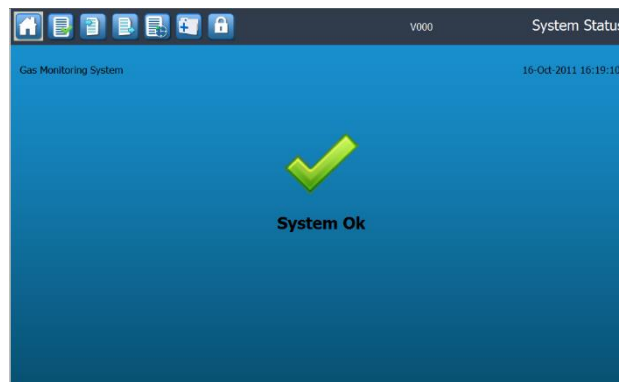 V000
System Status
Gas Monitoring System
16-Oct-2011 16:19:10
System Ok